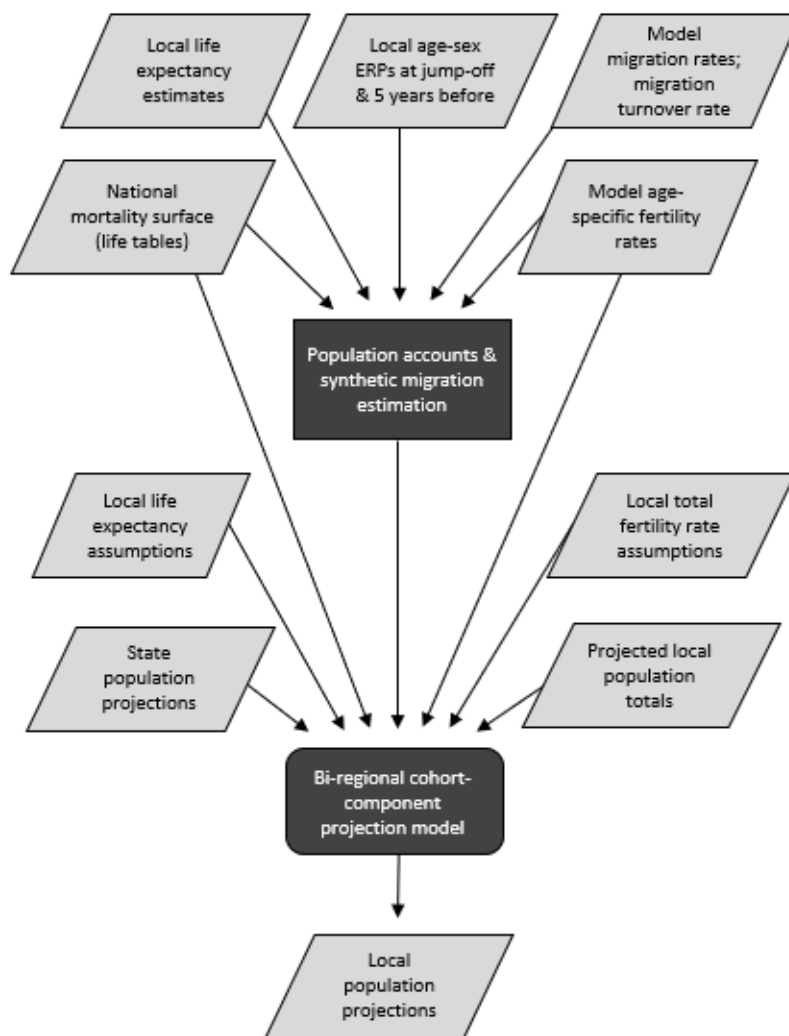 Local life
expectancy
estimates
Local age-sex
ERPs at jump-off
& 5 years before
Model
migration rates;
migration
turnover rate
National
mortality surface
(life tables)
Model age-
specific fertility
rates
Population accounts &
synthetic migration
estimation
Local life
expectancy
assumptions
Local total
fertility rate
assumptions
State
population
projections
Projected local
population
totals
Bi-regional cohort-
component
projection model
Local
population
projections